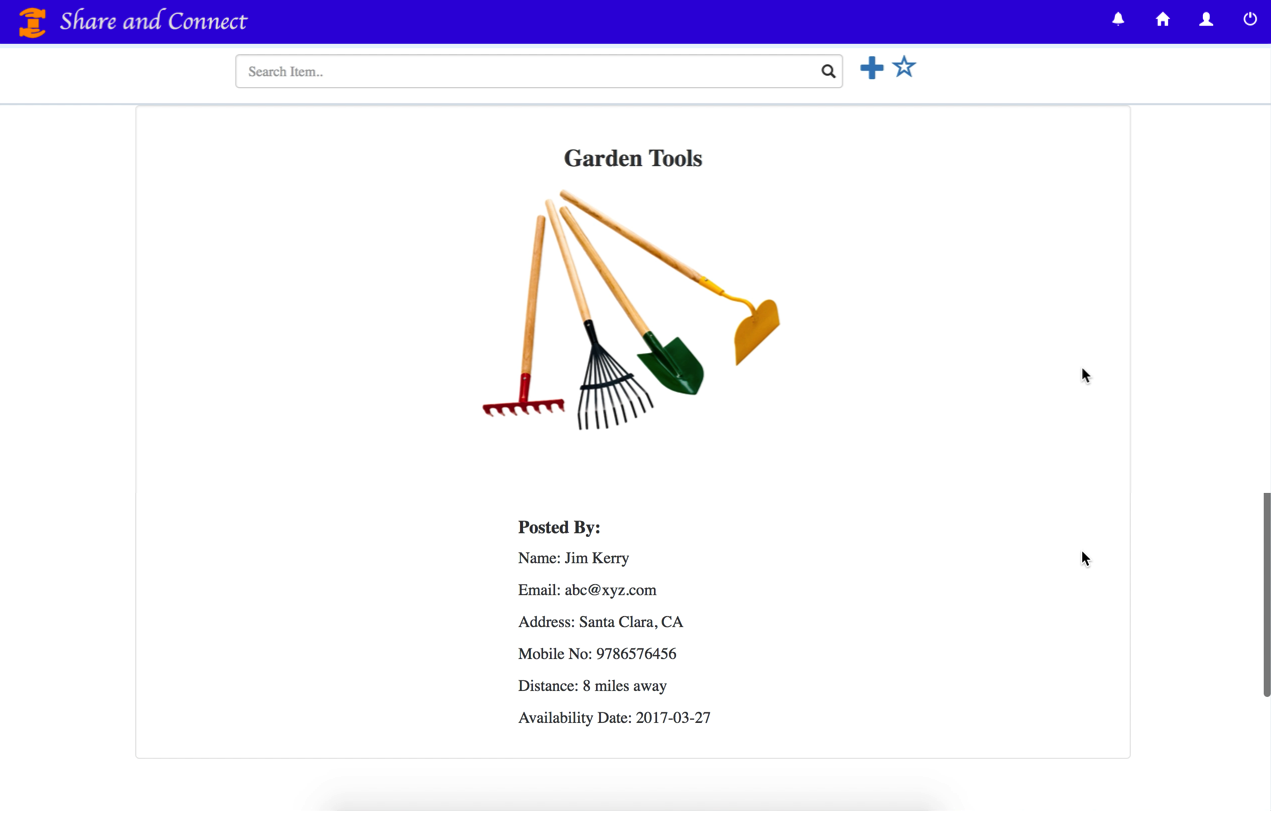 Share and Connect
Search Item..
Garden Tools
Posted By:
Name: Jim Kerry
Email: abc@xyz.com
Address: Santa Clara, CA
Mobile No: 9786576456
Distance: 8 miles away
Availability Date: 2017-03-27